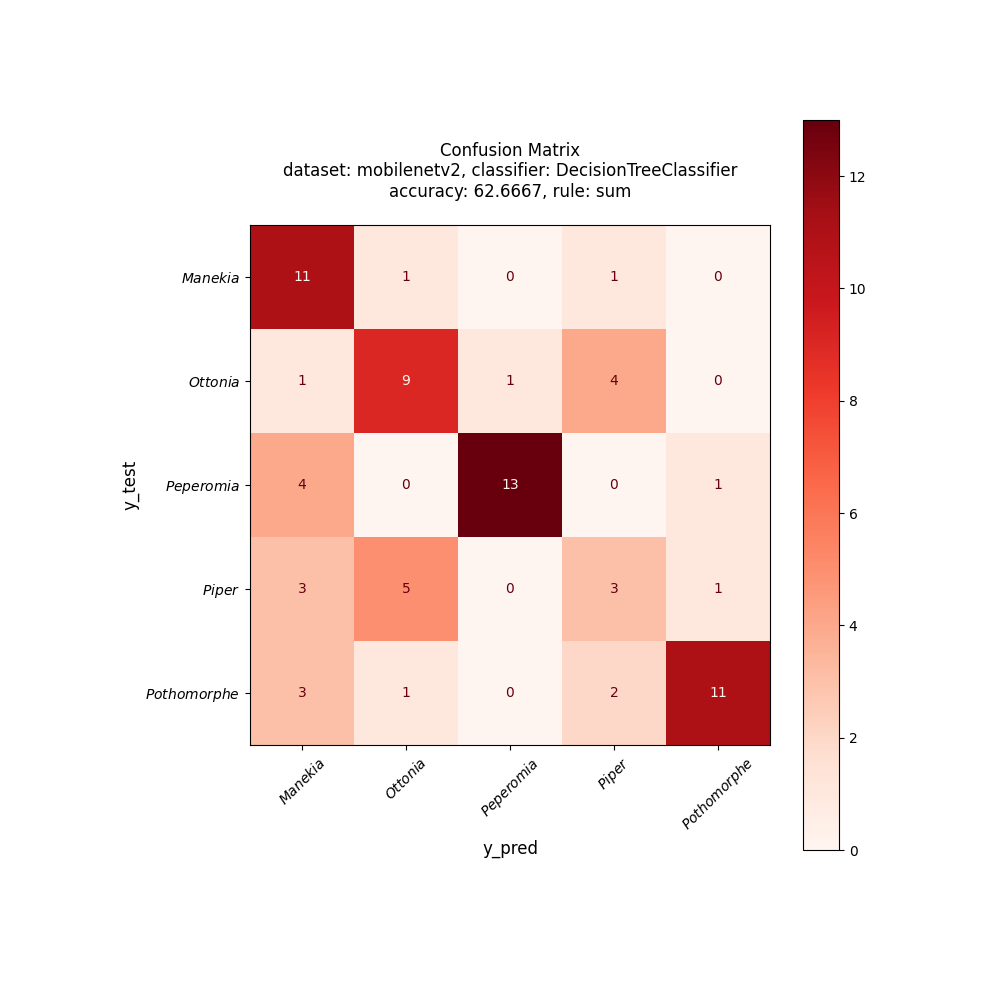 Confusion Matrix
dataset: mobilenetv2, classifier: DecisionTreeClassifier
accuracy: 62.6667, rule: sum
Manekia 11 1 0 1 0
Ottonia 1 9 1 4 0
Peperomia 4 0 13 0 1
Piper 3 5 0 3 1
Pothomorphe 3 1 0 2 11
Manekia Ottonia Peperomia Piper Pothomorphe
y_test
y_pred
12
10
8
6
4
2
0